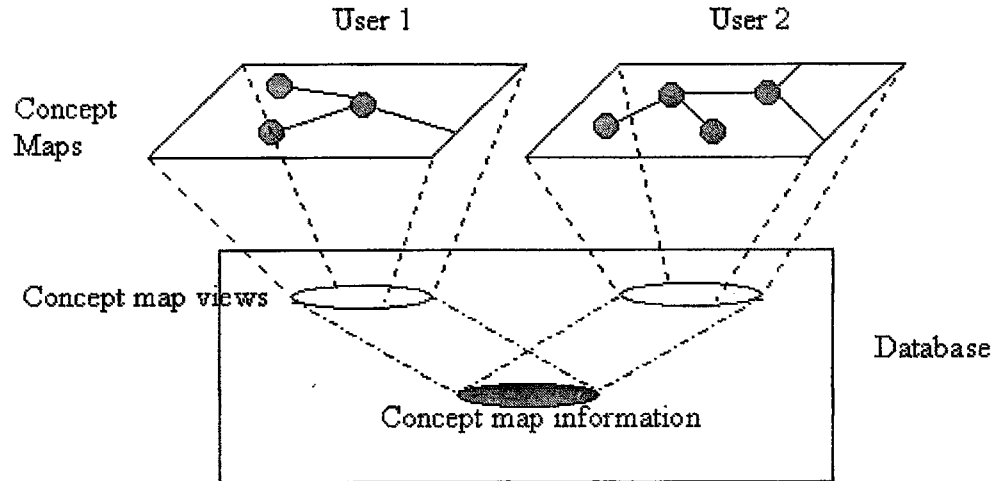 User 1
User 2
Concept
Maps
Concept map views
Database
Concept map information